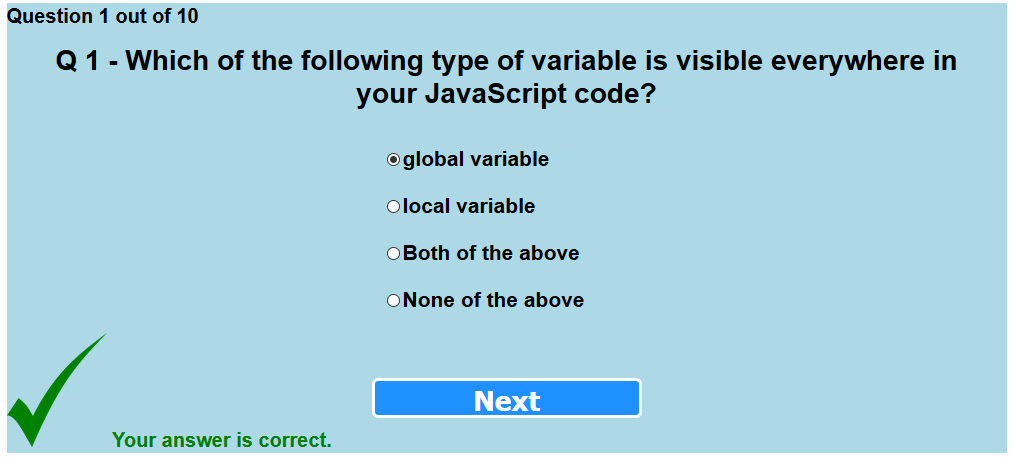 Question 1 out of 10
Q 1 - Which of the following type of variable is visible everywhere in
your JavaScript code?
global variable
local variable
Both of the above
None of the above
Next
Your answer is correct.